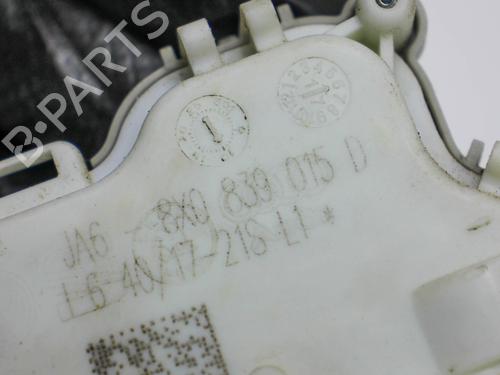 B-PARTS
JA6 - 8X0 839 015 D
L6 40/17-218 L1 *